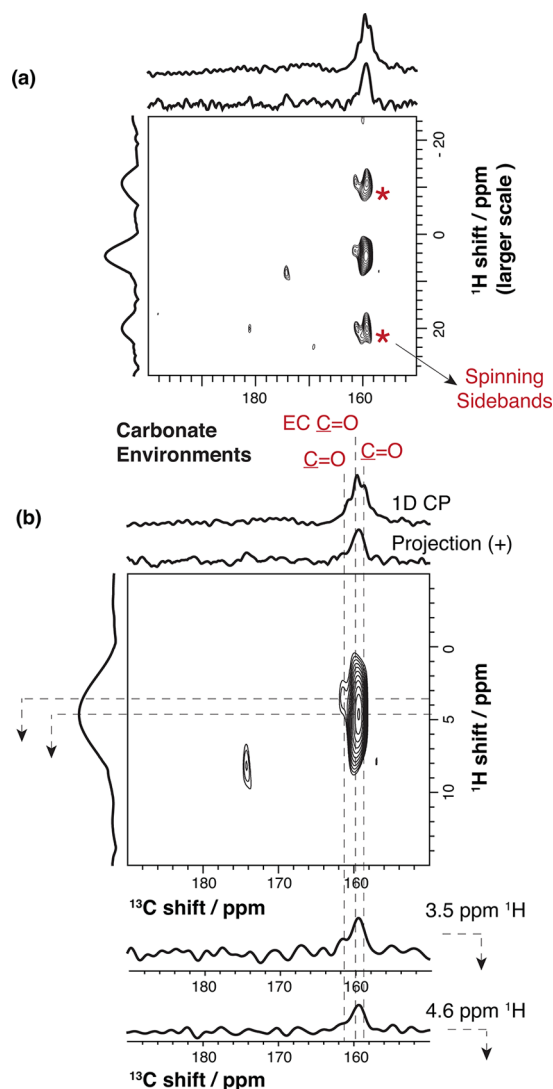 (a)
- 20
0
20
¹H shift / ppm
(larger scale)
*
*
180
160
Spinning
Sidebands
Carbonate
Environments
EC C=O
C=O
C=O
(b)
1D CP
Projection (+)
0
5
10
¹H shift / ppm
180
170
160
¹³C shift / ppm
3.5 ppm ¹H
180
170
160
4.6 ppm ¹H
180
170
160
¹³C shift / ppm